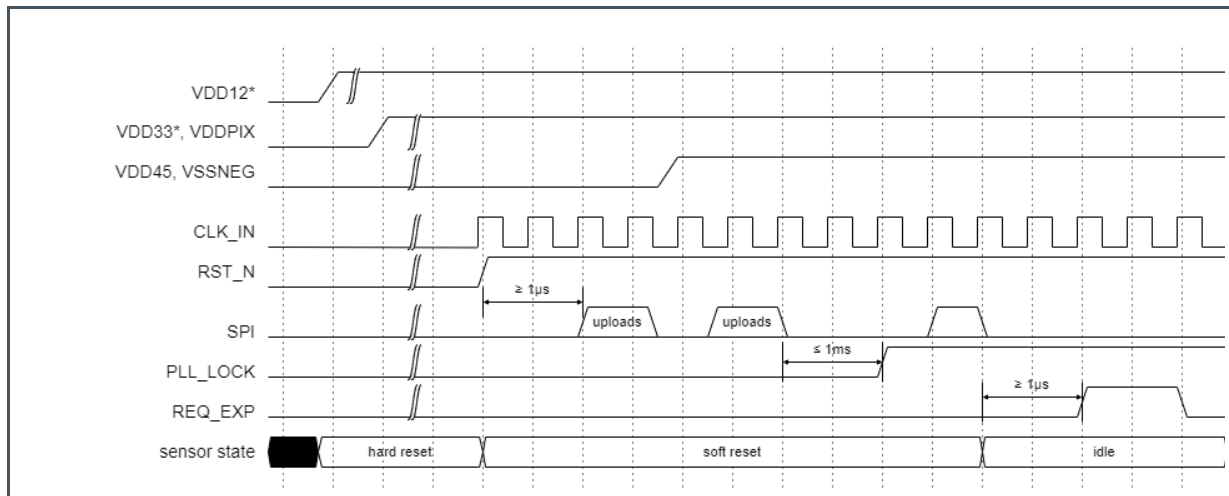 VDD12*
VDD33*, VDDPIX
VDD45, VSSNEG
CLK_IN
RST_N
≥ 1μs
SPI
uploads
uploads
≤ 1ms
PLL_LOCK
≥ 1μs
REQ_EXP
sensor state
hard reset
soft reset
idle